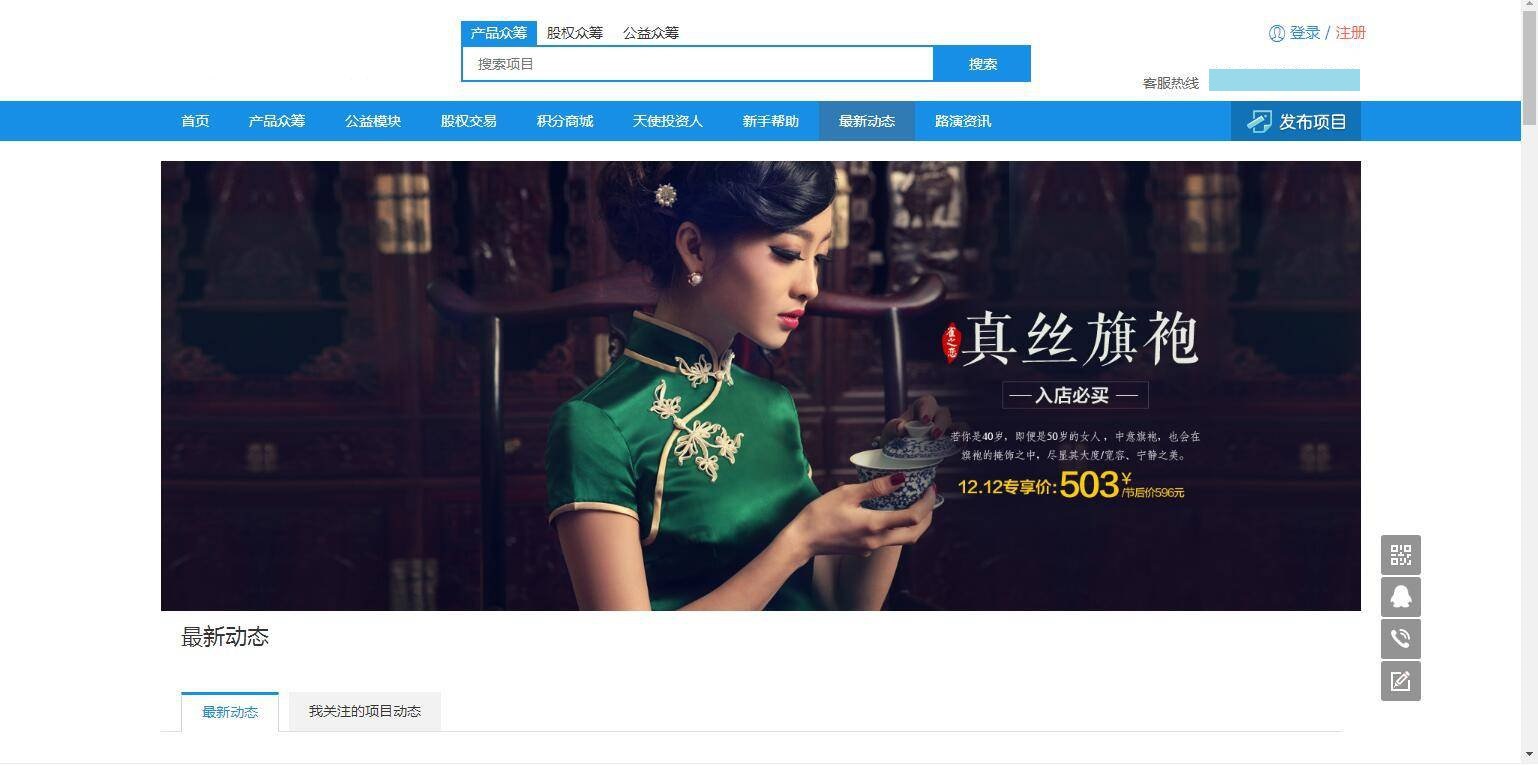 产品众筹 股权众筹 公益众筹
登录 / 注册
搜索项目
搜索
客服热线
首页 产品众筹 公益模块 股权交易 积分商城 天使投资人 新手帮助 最新动态 路演资讯
发布项目
雀之恋
真丝旗袍
入店必买
若你是40岁，即便是50岁的女人，中意旗袍，也会在
旗袍的掩饰之中，尽呈其大度/宽容、宁静之美。
12.12专享价:503¥/节后价596元
最新动态
最新动态 我关注的项目动态